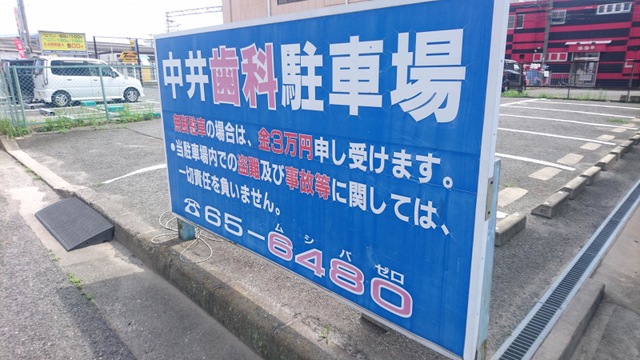 中井歯科駐車場
無断駐車の場合は、金3万円申し受けます。
・当駐車場内での盗難及び事故等に関しては、
一切責任を負いません。
ムシバ ゼロ
☎65-6480